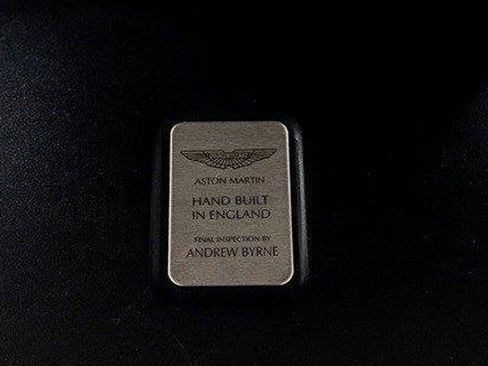 ASTON MARTIN
HAND BUILT
IN ENGLAND
FINAL INSPECTION BY
ANDREW BYRNE